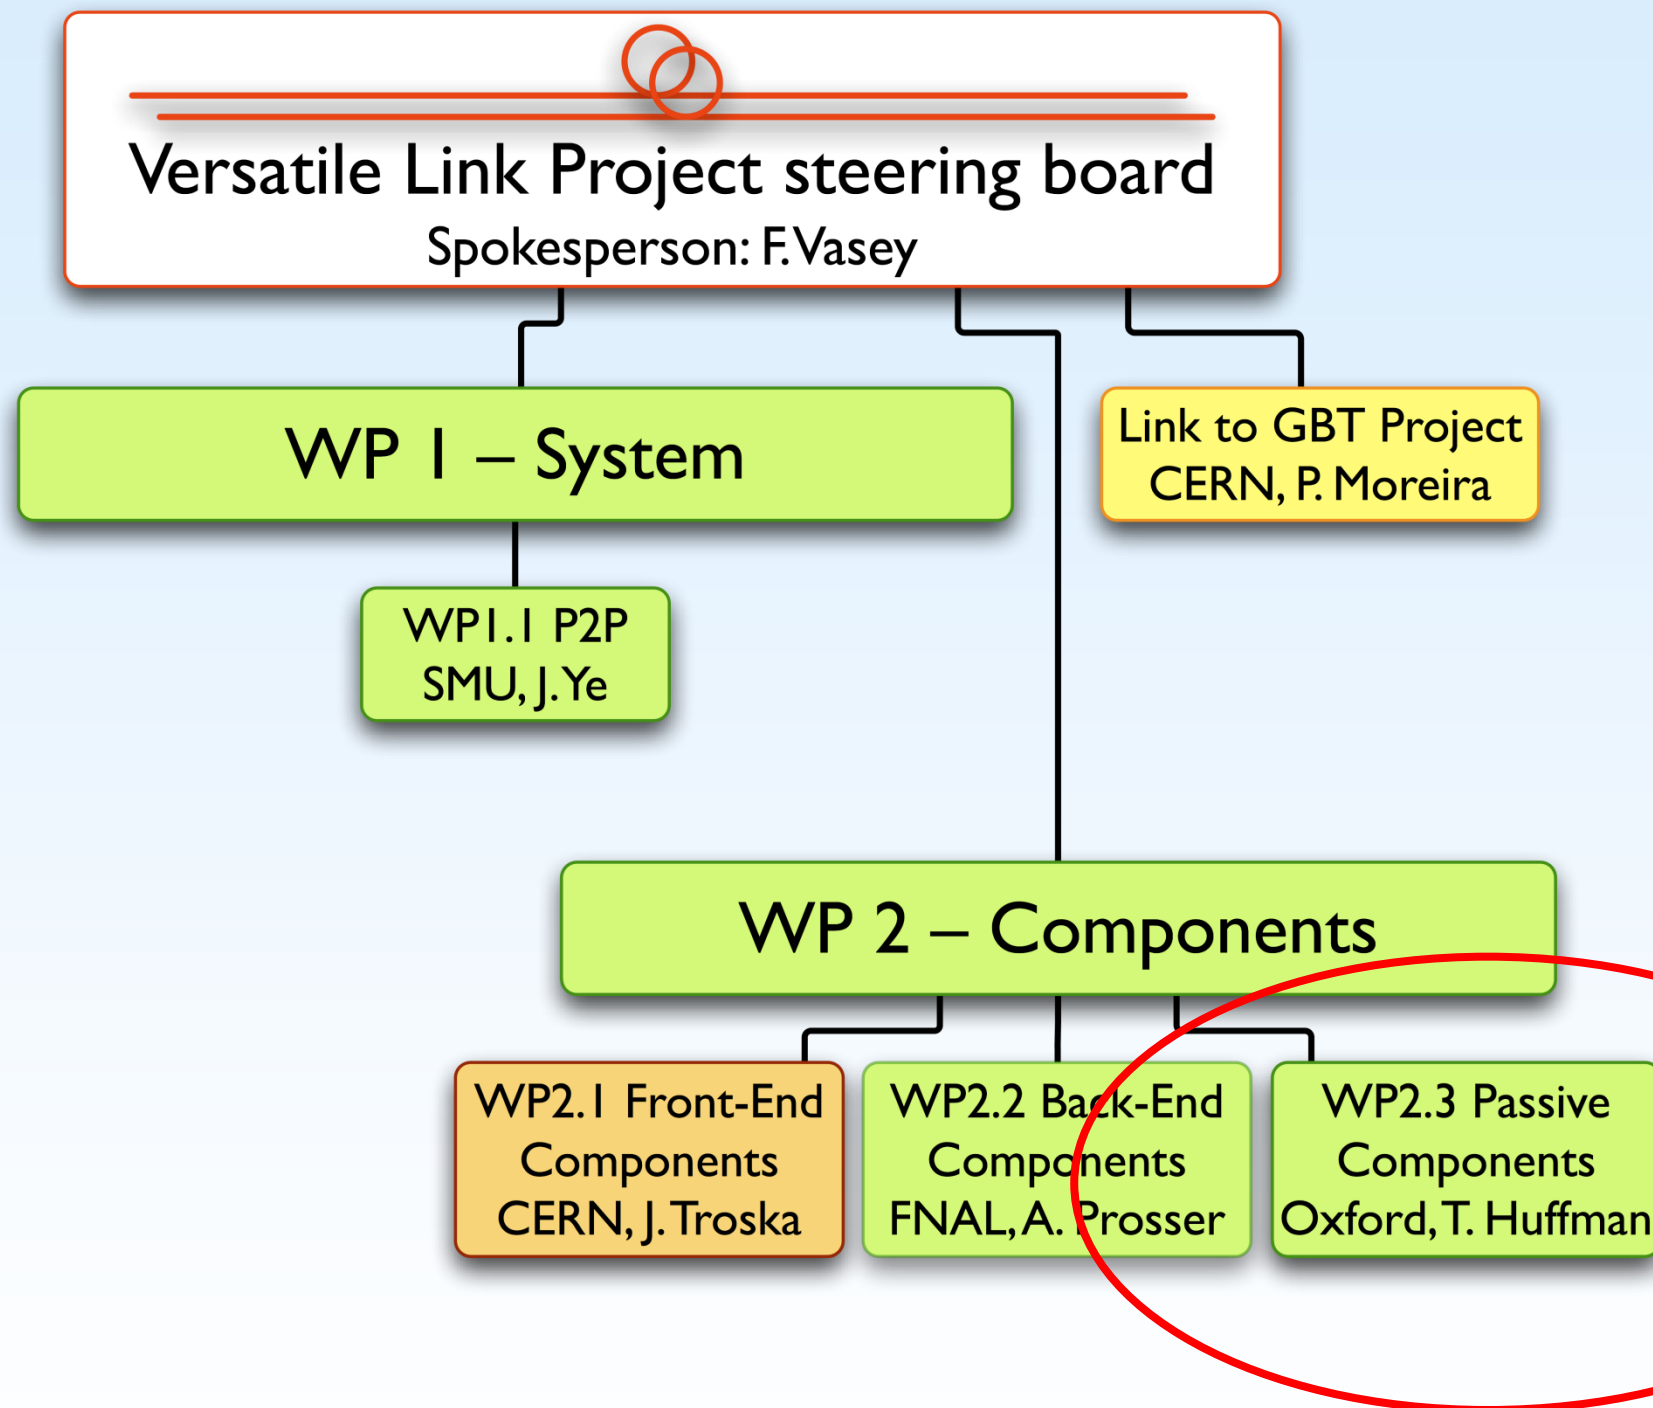 Versatile Link Project steering board
Spokesperson: F. Vasey
WP 1 – System
Link to GBT Project
CERN, P. Moreira
WP1.1 P2P
SMU, J. Ye
WP 2 – Components
WP2.1 Front-End
Components
CERN, J. Troska
WP2.2 Back-End
Components
FNAL, A. Prosser
WP2.3 Passive
Components
Oxford, T. Huffman